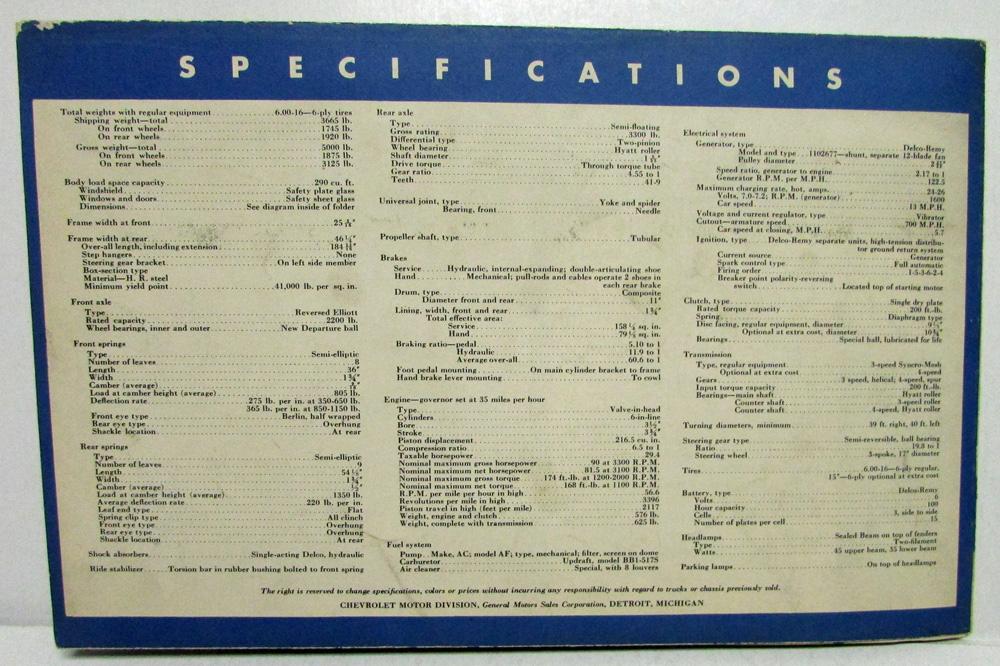 SPECIFICATIONS
Total weights with regular equipment 6.00-16—6-ply tires
Shipping weight—total 3665 lb.
On front wheels 1745 lb.
On rear wheels 1920 lb.
Gross weight—total 5000 lb.
On front wheels 1875 lb.
On rear wheels 3125 lb.
Body load space capacity 290 cu. ft.
Windshield Safety plate glass
Windows and doors Safety sheet glass
Dimensions See diagram inside of folder
Frame width at front 25
Frame width at rear 46
Over-all length, including extension 184
Step hangers None
Steering gear bracket On left side member
Box-section type
Material—H. R. steel
Minimum yield point 41,000 lb. per sq. in.
Front axle
Type Reversed Elliott
Rated capacity 2200 lb.
Wheel bearings, inner and outer New Departure ball
Front springs
Type Semi-elliptic
Number of leaves 8
Length 36"
Width 1¾"
Camber (average)
Load at camber height (average) 805 lb.
Deflection rate 275 lb. per in. at 350-650 lb.
365 lb. per in. at 850-1150 lb.
Front eye type Berlin, half wrapped
Rear eye type Overhung
Shackle location At rear
Rear springs
Type Semi-elliptic
Number of leaves 9
Length 54
Width 1¾"
Camber (average)
Load at camber height (average) 1350 lb.
Average deflection rate 220 lb. per in.
Leaf end type Flat
Spring clip type All clinch
Front eye type Overhung
Rear eye type Overhung
Shackle location At rear
Shock absorbers Single-acting Delco, hydraulic
Ride stabilizer Torsion bar in rubber bushing bolted to front spring
Rear axle
Type Semi-floating
Gross rating 3300 lb.
Differential type Two-pinion
Wheel bearing Hyatt roller
Shaft diameter 1
Drive torque Through torque tube
Gear ratio 4.55 to 1
Teeth 41-9
Universal joint, type Yoke and spider
Bearing, front Needle
Propeller shaft, type Tubular
Brakes
Service Hydraulic, internal-expanding; double-articulating shoe
Hand Mechanical; pull-rods and cables operate 2 shoes in
each rear brake
Drum, type Composite
Diameter front and rear 11"
Lining, width front and rear 1¾"
Total effective area:
Service 158 sq. in.
Hand 79 sq. in.
Braking ratio—pedal 5.10 to 1
Hydraulic 11.9 to 1
Average over-all 60.6 to 1
Foot pedal mounting On main cylinder bracket to frame
Hand brake lever mounting To cowl
Engine—governor set at 35 miles per hour
Type Valve-in-head
Cylinders 6-in-line
Bore 3½"
Stroke 3¾"
Piston displacement 216.5 cu. in.
Compression ratio 6.5 to 1
Taxable horsepower 29.4
Nominal maximum gross horsepower 90 at 3300 R.P.M.
Nominal maximum net horsepower 81.5 at 3100 R.P.M.
Nominal maximum gross torque 174 ft.-lb. at 1200-2000 R.P.M.
Nominal maximum net torque 168 ft.-lb. at 1100 R.P.M.
R.P.M. per mile per hour in high 56.6
Revolutions per mile in high 3396
Piston travel in high (feet per mile) 2117
Weight, engine and clutch 576 lb.
Weight, complete with transmission 625 lb.
Fuel system
Pump Make, AC; model AF; type, mechanical; filter, screen on dome
Carburetor Updraft, model BB1-517S
Air cleaner Special, with 8 louvers
Electrical system
Generator, type Delco-Remy
Model and type 1102677—shunt, separate 12-blade fan
Pulley diameter 2
Speed ratio, generator to engine 2.17 to 1
Generator R.P.M. per M.P.H. 122.5
Maximum charging rate, hot, amps. 24-26
Volts, 7.0-7.2; R.P.M. (generator) 1600
Car speed 13 M.P.H.
Voltage and current regulator, type Vibrator
Cutout—armature speed 700 M.P.H.
Car speed at closing, M.P.H. 5.7
Ignition, type Delco-Remy separate units, high-tension distribu-
tor ground return system
Current source Generator
Spark control type Full automatic
Firing order 1-5-3-6-2-4
Breaker point polarity-reversing
switch Located top of starting motor
Clutch, type Single dry plate
Rated torque capacity 200 ft.-lb.
Spring Diaphragm type
Disc facing, regular equipment, diameter 9
Optional at extra cost, diameter 10¾"
Bearings Special ball, lubricated for life
Transmission
Type, regular equipment 3-speed Syncro-Mesh
Optional at extra cost 4-speed
Gears 3 speed, helical; 4-speed, spur
Input torque capacity 200 ft.-lb.
Bearings—main shaft Hyatt roller
Counter shaft 3-speed roller
Counter shaft 4-speed, Hyatt roller
Turning diameters, minimum 39 ft. right, 40 ft. left
Steering gear type Semi-reversible, ball bearing
Ratio 19.8 to 1
Steering wheel 3-spoke, 17" diameter
Tires 6.00-16—6-ply regular,
15"—6-ply optional at extra cost
Battery, type Delco-Remy
Volts 6
Hour capacity 100
Cells 3, side to side
Number of plates per cell 15
Headlamps Sealed Beam on top of fenders
Type Two-filament
Watts 45 upper beam, 35 lower beam
Parking lamps On top of headlamps
The right is reserved to change specifications, colors or prices without incurring any responsibility with regard to trucks or chassis previously sold.
CHEVROLET MOTOR DIVISION, General Motors Sales Corporation, DETROIT, MICHIGAN